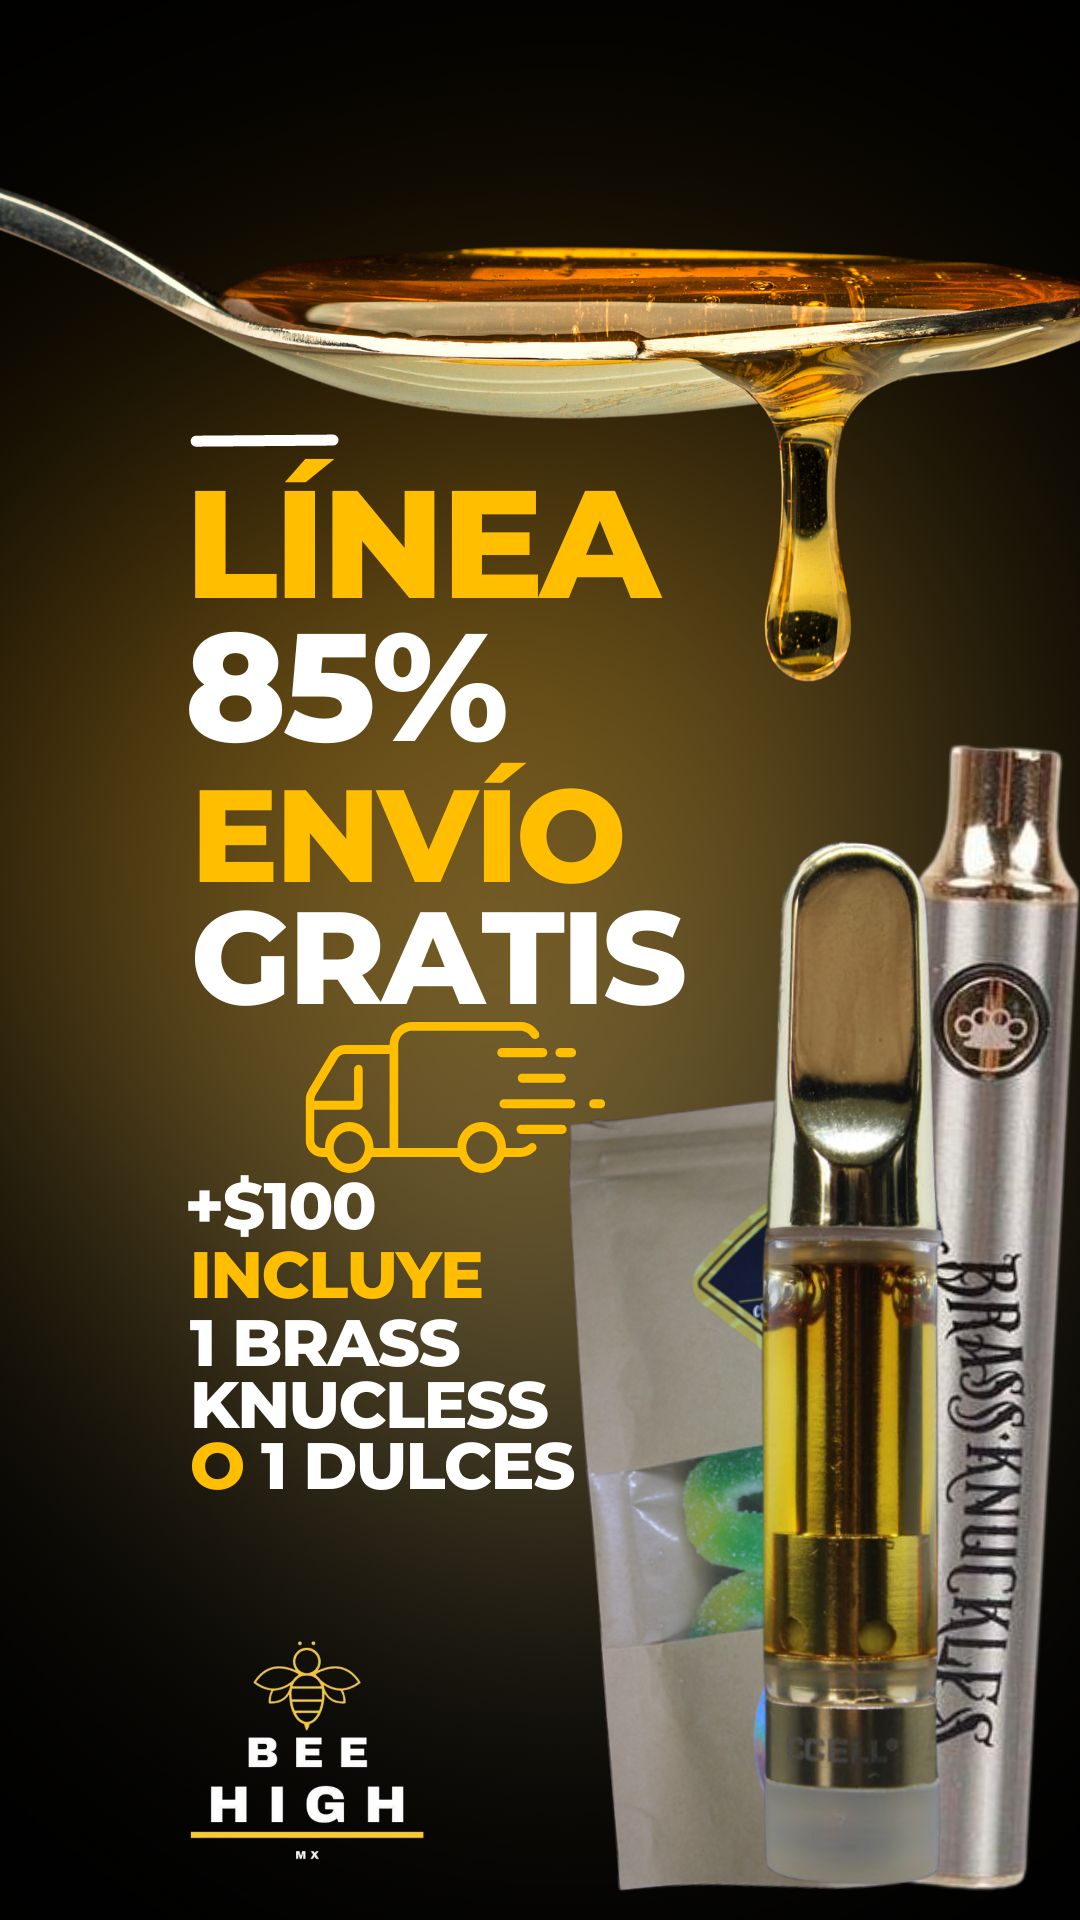 LÍNEA
85%
ENVÍO
GRATIS
+$100
INCLUYE
1 BRASS
KNUCLESS
O 1 DULCES
BRASS·KNUCKLES
CCELL®
BEE
HIGH
MX